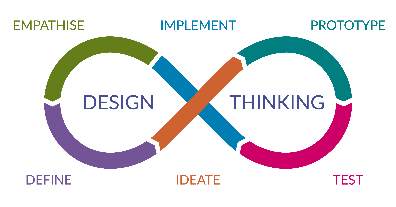 EMPATHISE IMPLEMENT PROTOTYPE
DESIGN THINKING
DEFINE IDEATE TEST